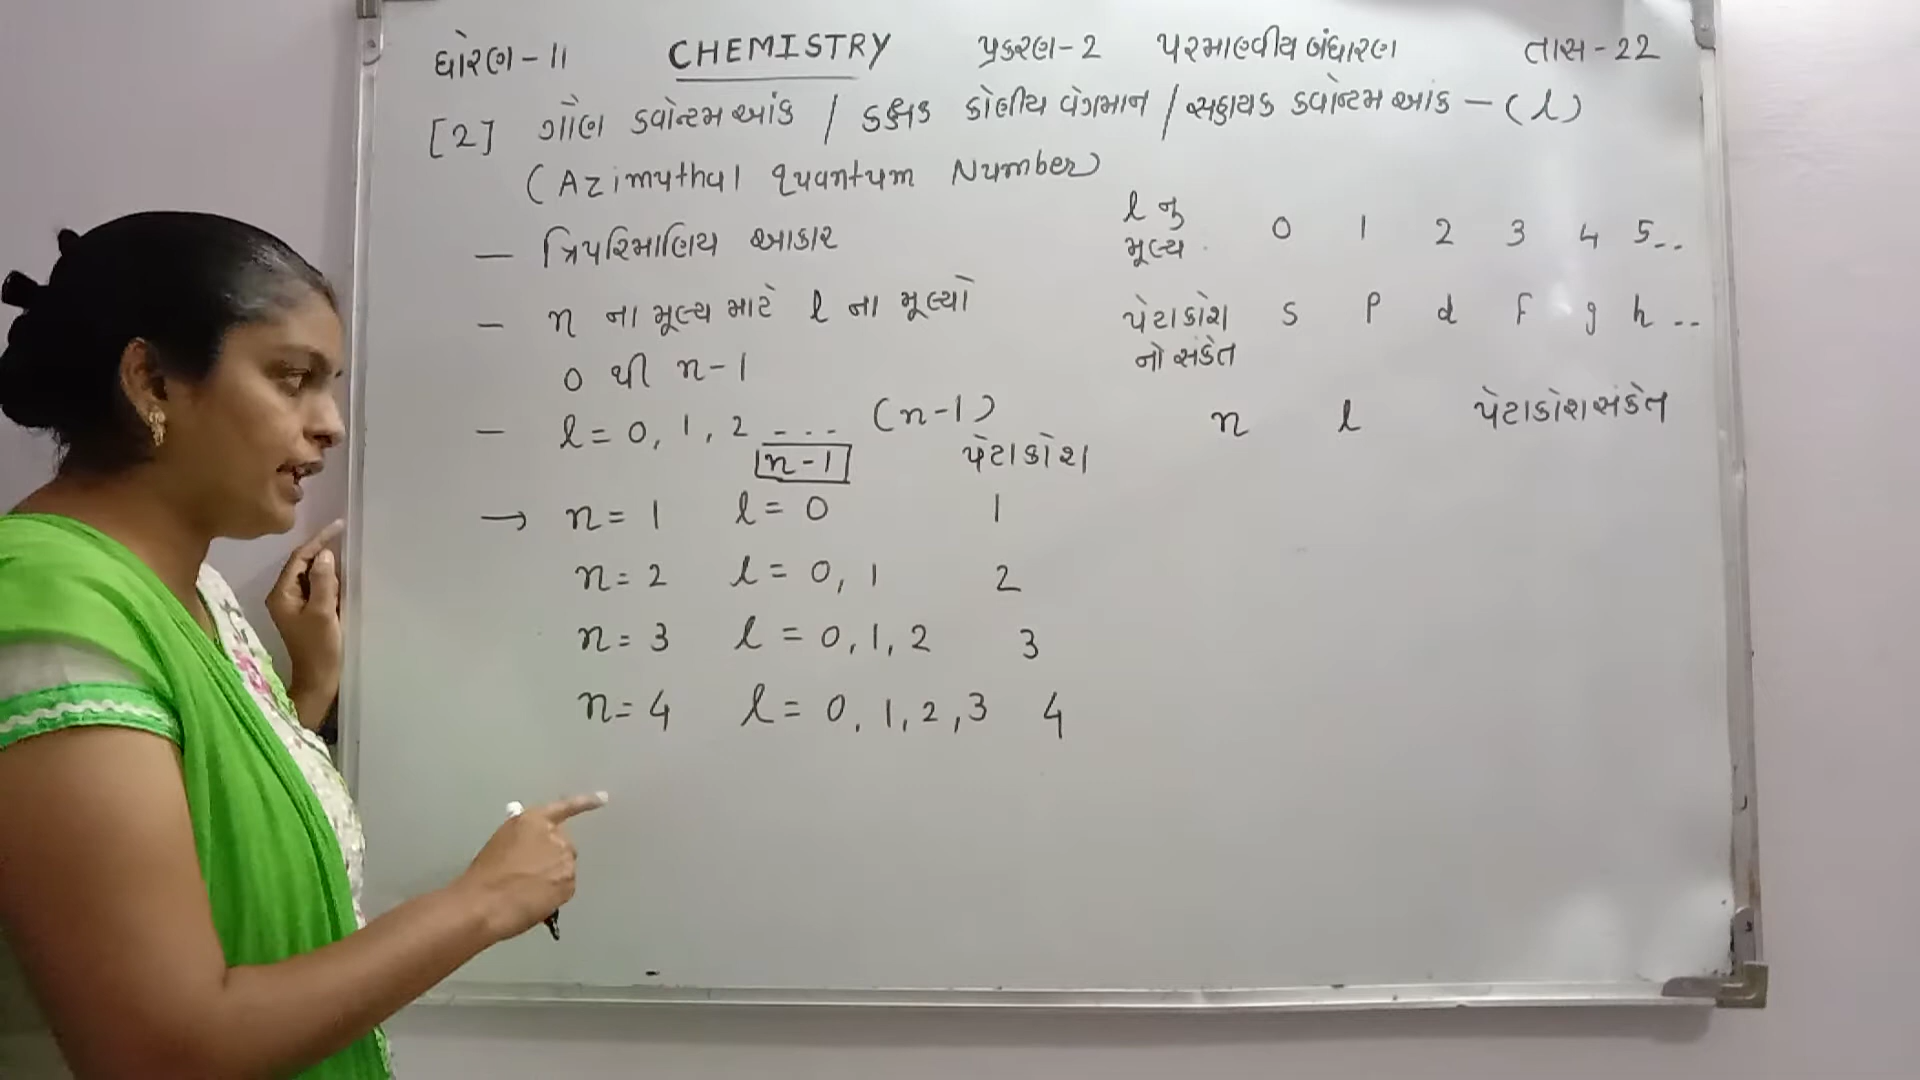 ધોરણ-11 CHEMISTRY પ્રકરણ-2 પરમાણ્વીય બંધારણ તાસ-22
[2] ગૌણ ક્વોન્ટમ આંક / કક્ષક કોણીય વેગમાન / સહાયક ક્વોન્ટમ આંક - (l)
(Azimuthal quantum Number)
- ત્રિપરિમાણિય આકાર
- n ના મૂલ્ય માટે l ના મૂલ્યો
0 થી n-1
- l = 0, 1, 2 --- (n-1)
n-1 પેટાકોશ
→ n = 1 l = 0 1
n = 2 l = 0, 1 2
n = 3 l = 0, 1, 2 3
n = 4 l = 0, 1, 2, 3 4
l નુ મૂલ્ય 0 1 2 3 4 5..
પેટાકોશ નો સંકેત s p d f g h --
n l પેટાકોશ સંકેત